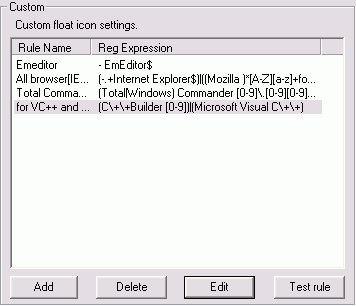 Custom
Custom float icon settings.
Rule Name Reg Expression
Emeditor - EmEditor$
All browser[IE... (-.+Internet Explorer$)|((Mozilla )*[A-Z][a-z]+fo...
Total Comma... (Total|Windows) Commander [0-9]\.[0-9][0-9]...
for VC++ and ... (C\+\+Builder [0-9])|(Microsoft Visual C\+\+)
Add Delete Edit Test rule